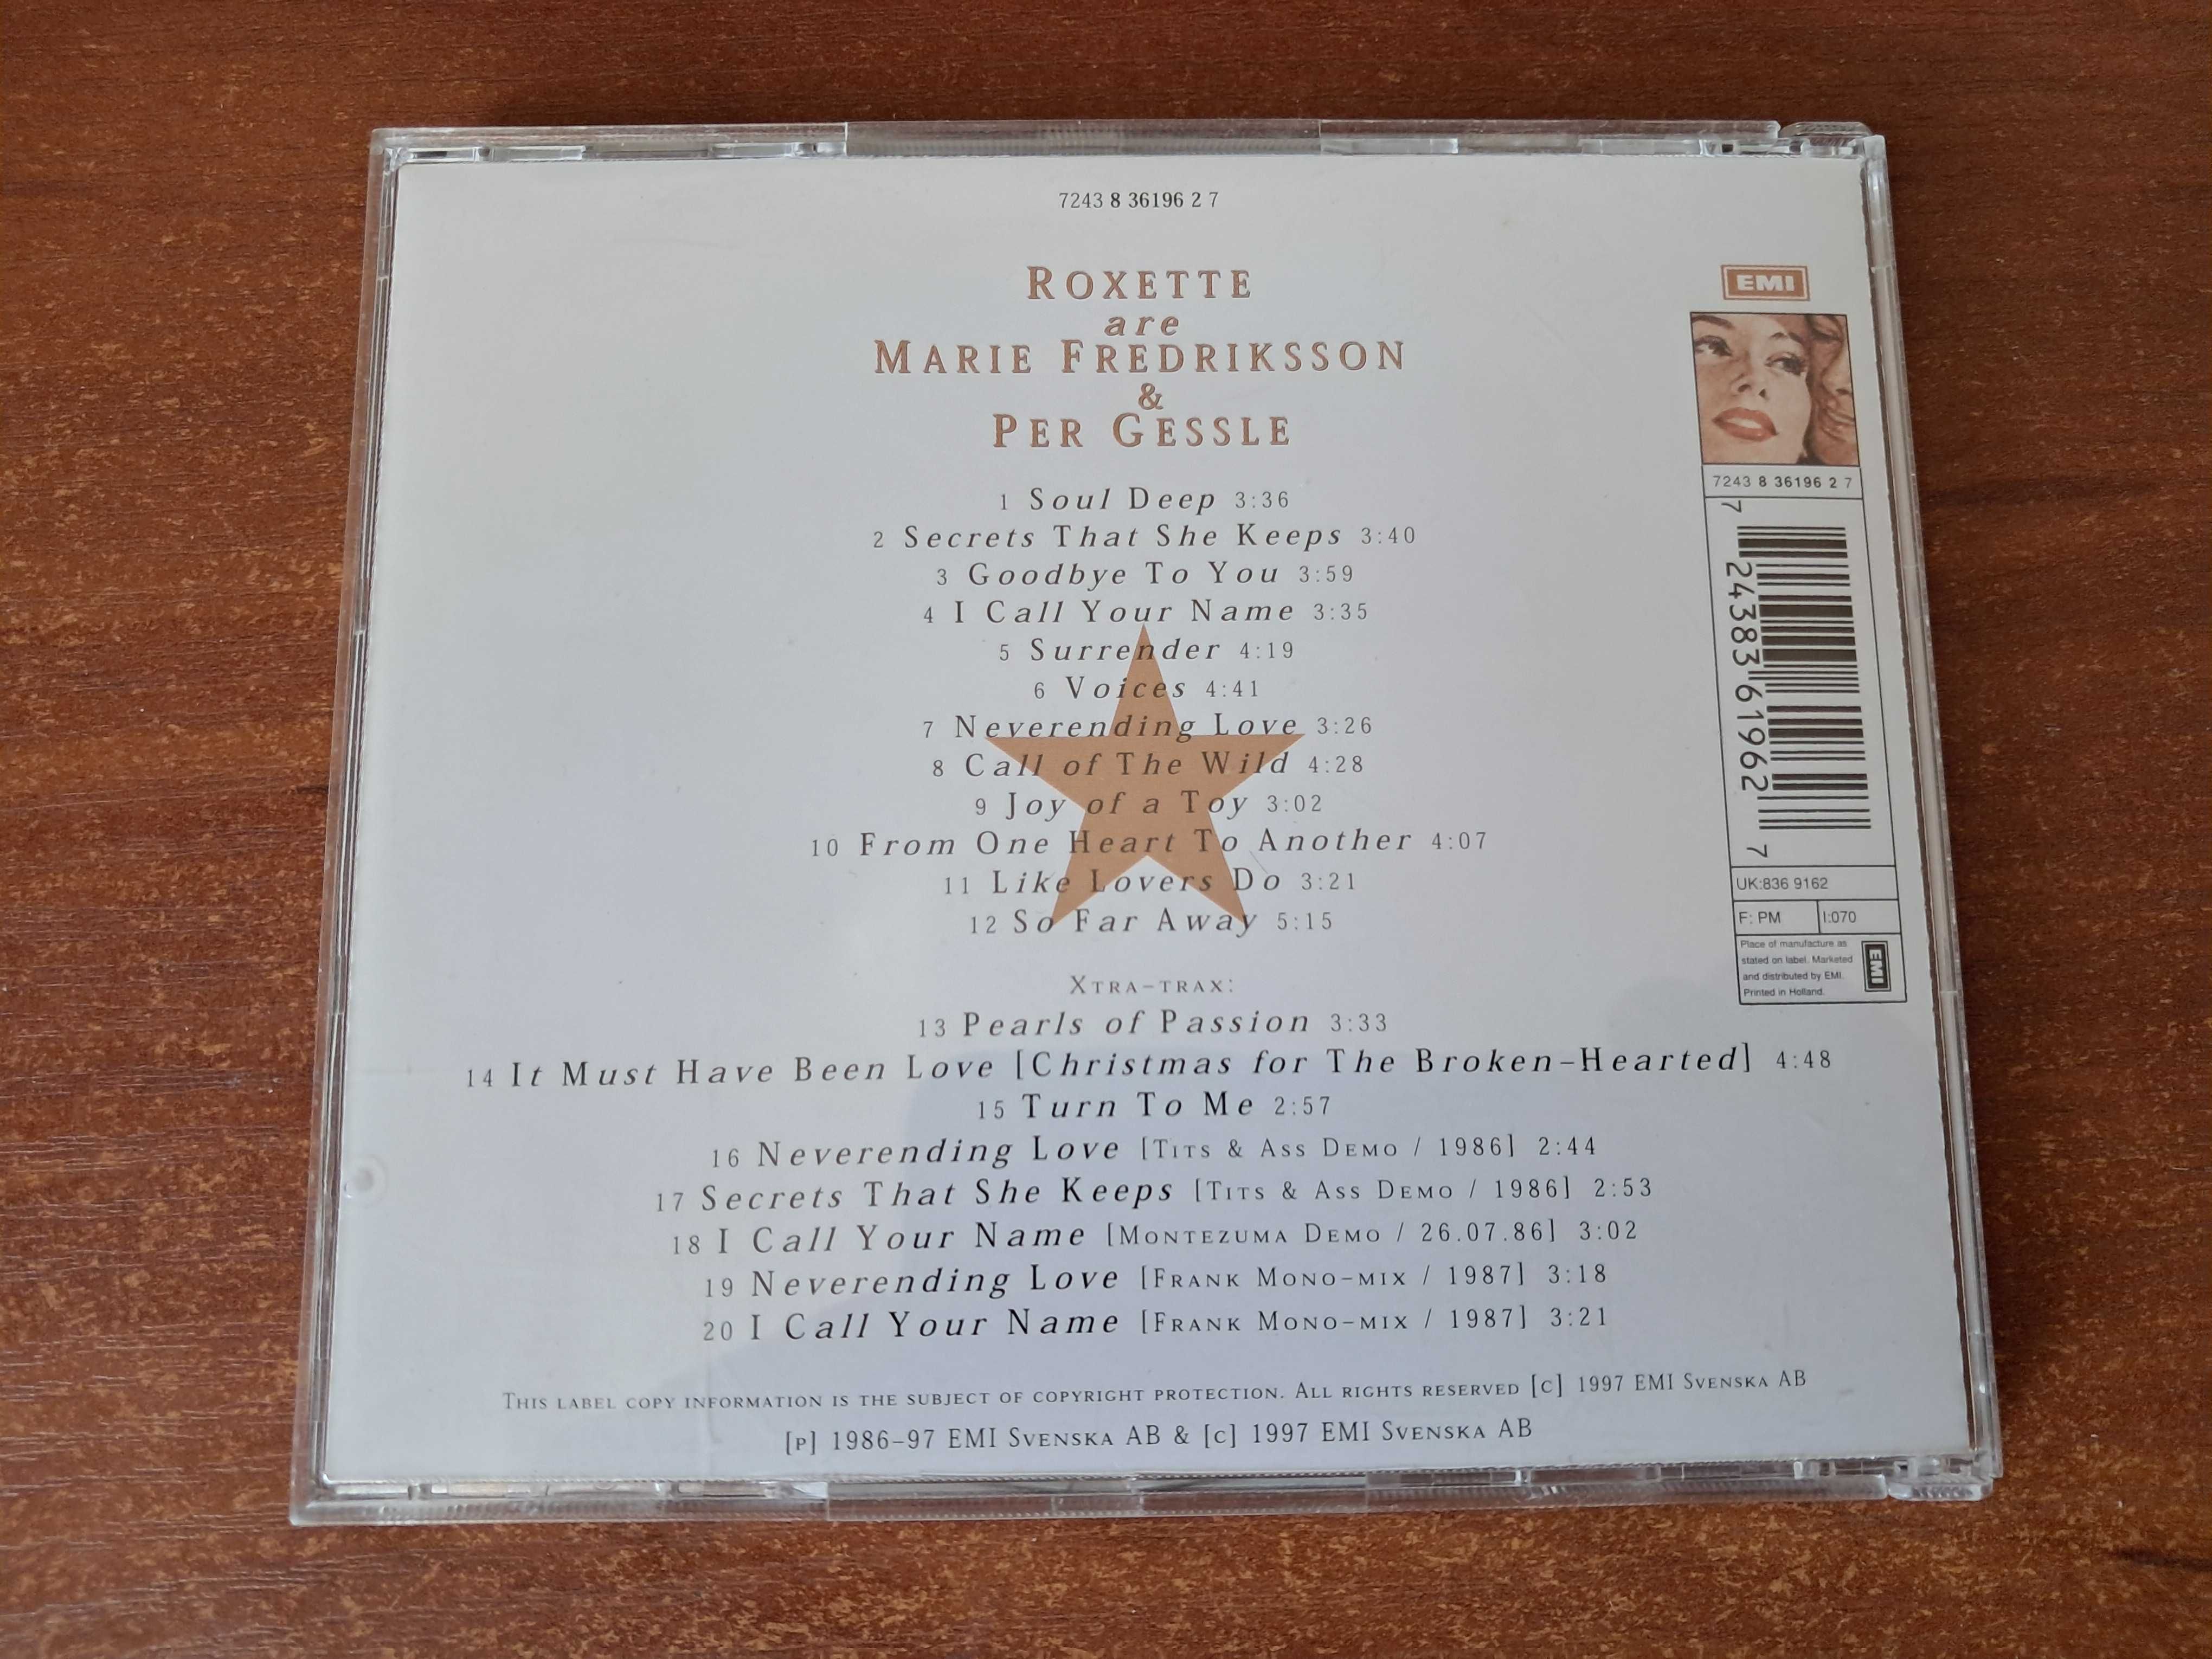 7243 8 36196 2 7
ROXETTE
are
MARIE FREDRIKSSON
&
PER GESSLE
1 Soul Deep 3:36
2 Secrets That She Keeps 3:40
3 Goodbye To You 3:59
4 I Call Your Name 3:35
5 Surrender 4:19
6 Voices 4:41
7 Neverending Love 3:26
8 Call of The Wild 4:28
9 Joy of a Toy 3:02
10 From One Heart To Another 4:07
11 Like Lovers Do 3:21
12 So Far Away 5:15
XTRA-TRAX:
13 Pearls of Passion 3:33
14 It Must Have Been Love [Christmas for The Broken-Hearted] 4:48
15 Turn To Me 2:57
16 Neverending Love [TITS & ASS DEMO / 1986] 2:44
17 Secrets That She Keeps [TITS & ASS DEMO / 1986] 2:53
18 I Call Your Name [MONTEZUMA DEMO / 26.07.86] 3:02
19 Neverending Love [FRANK MONO-MIX / 1987] 3:18
20 I Call Your Name [FRANK MONO-MIX / 1987] 3:21
THIS LABEL COPY INFORMATION IS THE SUBJECT OF COPYRIGHT PROTECTION. ALL RIGHTS RESERVED [C] 1997 EMI SVENSKA AB
[P] 1986-97 EMI SVENSKA AB & [C] 1997 EMI SVENSKA AB
EMI
7243 8 36196 2 7
7 24383 61962 7
UK:836 9162
F: PM I:070
Place of manufacture as
stated on label. Marketed
and distributed by EMI.
Printed in Holland.
EMI